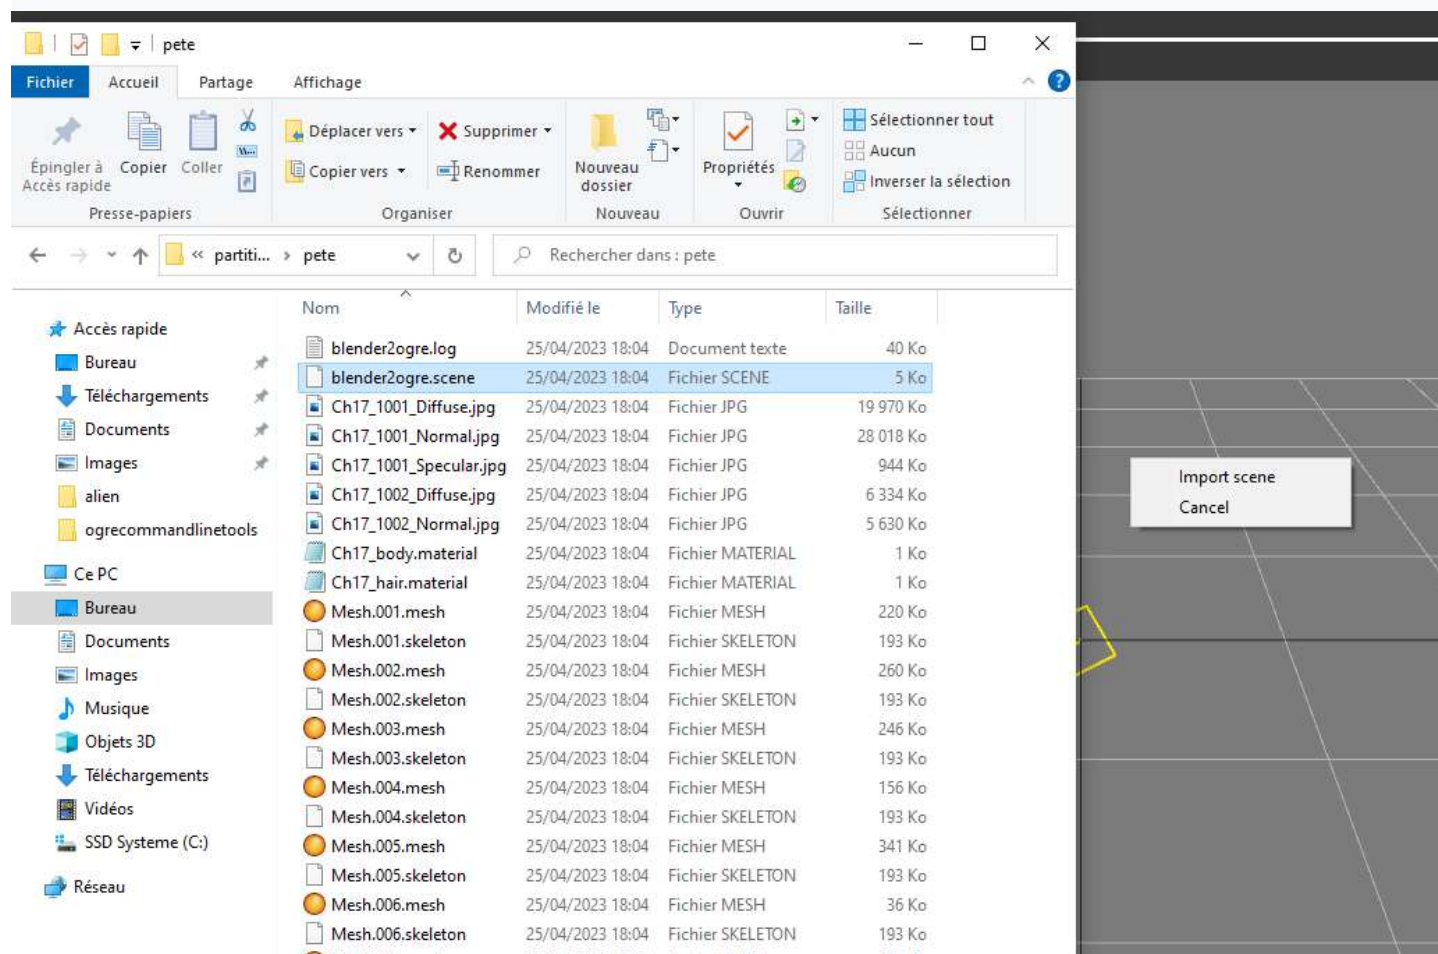 pete
Fichier Accueil Partage Affichage
Épingler à Accès rapide
Copier
Coller
Presse-papiers
Déplacer vers
Copier vers
Supprimer
Renommer
Organiser
Nouveau dossier
Nouveau
Propriétés
Ouvrir
Sélectionner tout
Aucun
Inverser la sélection
Sélectionner
« partiti... › pete
Rechercher dans : pete
Accès rapide
Bureau
Téléchargements
Documents
Images
alien
ogrecommandlinetools
Ce PC
Bureau
Documents
Images
Musique
Objets 3D
Téléchargements
Vidéos
SSD Systeme (C:)
Réseau
Nom Modifié le Type Taille
blender2ogre.log 25/04/2023 18:04 Document texte 40 Ko
blender2ogre.scene 25/04/2023 18:04 Fichier SCENE 5 Ko
Ch17_1001_Diffuse.jpg 25/04/2023 18:04 Fichier JPG 19 970 Ko
Ch17_1001_Normal.jpg 25/04/2023 18:04 Fichier JPG 28 018 Ko
Ch17_1001_Specular.jpg 25/04/2023 18:04 Fichier JPG 944 Ko
Ch17_1002_Diffuse.jpg 25/04/2023 18:04 Fichier JPG 6 334 Ko
Ch17_1002_Normal.jpg 25/04/2023 18:04 Fichier JPG 5 630 Ko
Ch17_body.material 25/04/2023 18:04 Fichier MATERIAL 1 Ko
Ch17_hair.material 25/04/2023 18:04 Fichier MATERIAL 1 Ko
Mesh.001.mesh 25/04/2023 18:04 Fichier MESH 220 Ko
Mesh.001.skeleton 25/04/2023 18:04 Fichier SKELETON 193 Ko
Mesh.002.mesh 25/04/2023 18:04 Fichier MESH 260 Ko
Mesh.002.skeleton 25/04/2023 18:04 Fichier SKELETON 193 Ko
Mesh.003.mesh 25/04/2023 18:04 Fichier MESH 246 Ko
Mesh.003.skeleton 25/04/2023 18:04 Fichier SKELETON 193 Ko
Mesh.004.mesh 25/04/2023 18:04 Fichier MESH 156 Ko
Mesh.004.skeleton 25/04/2023 18:04 Fichier SKELETON 193 Ko
Mesh.005.mesh 25/04/2023 18:04 Fichier MESH 341 Ko
Mesh.005.skeleton 25/04/2023 18:04 Fichier SKELETON 193 Ko
Mesh.006.mesh 25/04/2023 18:04 Fichier MESH 36 Ko
Mesh.006.skeleton 25/04/2023 18:04 Fichier SKELETON 193 Ko
Import scene
Cancel